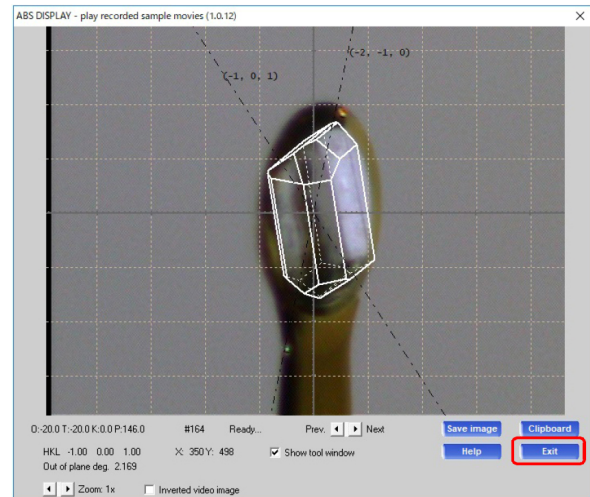 ABS DISPLAY - play recorded sample movies (1.0.12)
(-2, -1, 0)
(-1, 0, 1)
O:-20.0 T:-20.0 K:0.0 P:146.0 #164 Ready... Prev. Next Save image Clipboard
HKL -1.00 0.00 1.00 X: 350 Y: 498 Show tool window Help Exit
Out of plane deg. 2.169
Zoom: 1x Inverted video image